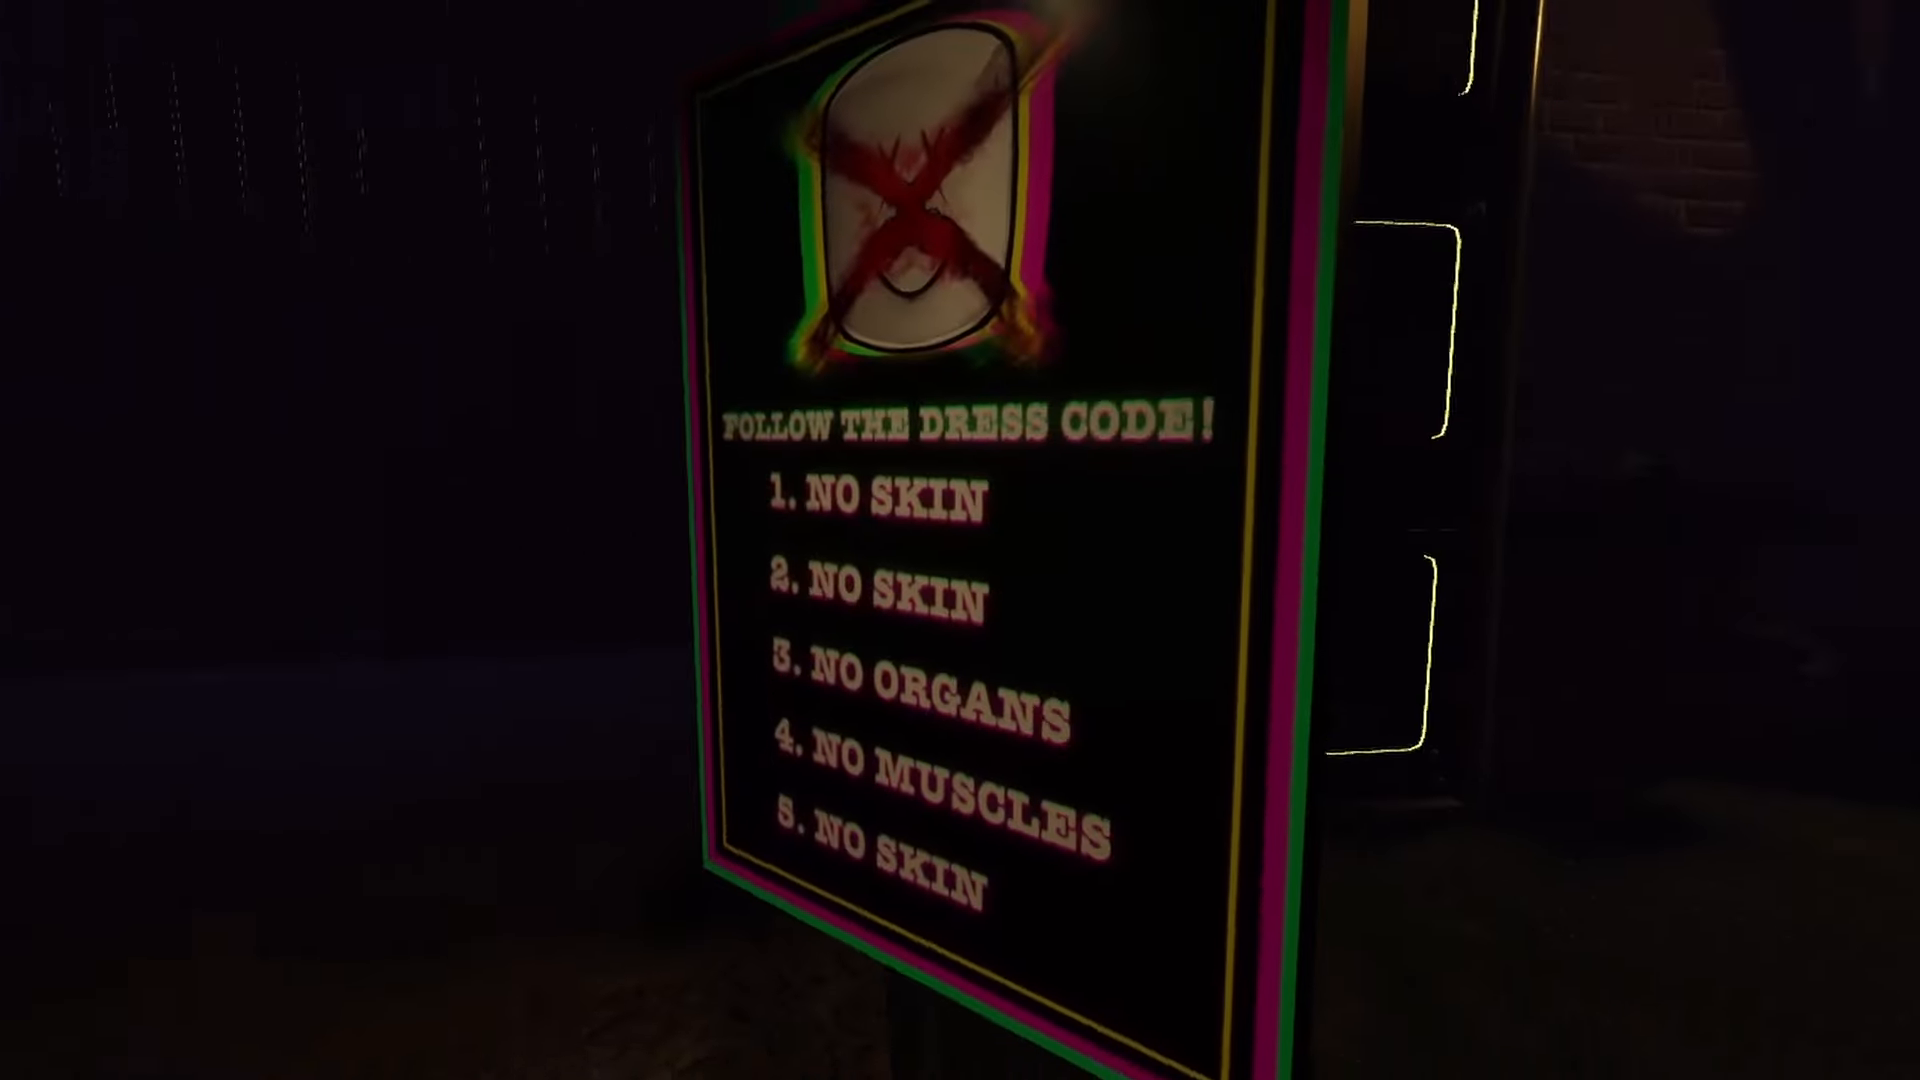 FOLLOW THE DRESS CODE!
1. NO SKIN
2. NO SKIN
3. NO ORGANS
4. NO MUSCLES
5. NO SKIN